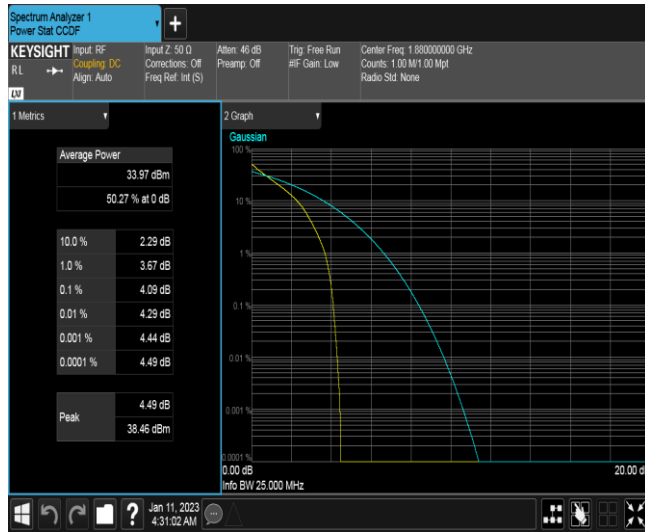 Spectrum Analyzer 1
Power Stat CCDF
KEYSIGHT
RL
LXI
Input: RF
Coupling: DC
Align: Auto
Input Z: 50 Ω
Corrections: Off
Freq Ref: Int (S)
Atten: 46 dB
Preamp: Off
Trig: Free Run
#IF Gain: Low
Center Freq: 1.880000000 GHz
Counts: 1.00 M/1.00 Mpt
Radio Std: None
1 Metrics
Average Power
33.97 dBm
50.27 % at 0 dB
10.0 % 2.29 dB
1.0 % 3.67 dB
0.1 % 4.09 dB
0.01 % 4.29 dB
0.001 % 4.44 dB
0.0001 % 4.49 dB
Peak
4.49 dB
38.46 dBm
2 Graph
Gaussian
100 %
10 %
1 %
0.1 %
0.01 %
0.001 %
0.0001 %
0.00 dB 20.00 d
Info BW 25.000 MHz
? Jan 11, 2023
4:31:02 AM